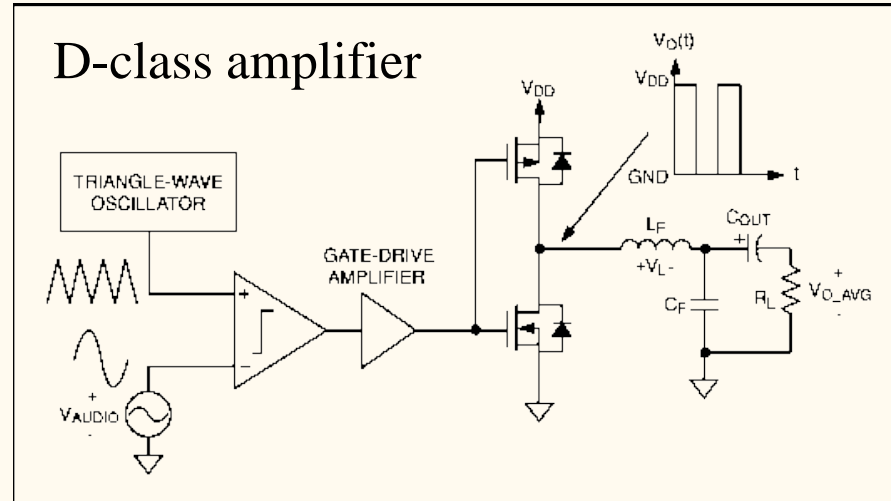 D-class amplifier
TRIANGLE-WAVE
OSCILLATOR
+
-
+
VAUDIO
-
GATE-DRIVE
AMPLIFIER
VDD
VO(t)
VDD
GND
t
LF
+VL-
COUT
+
CF
RL
+
VO_AVG
-